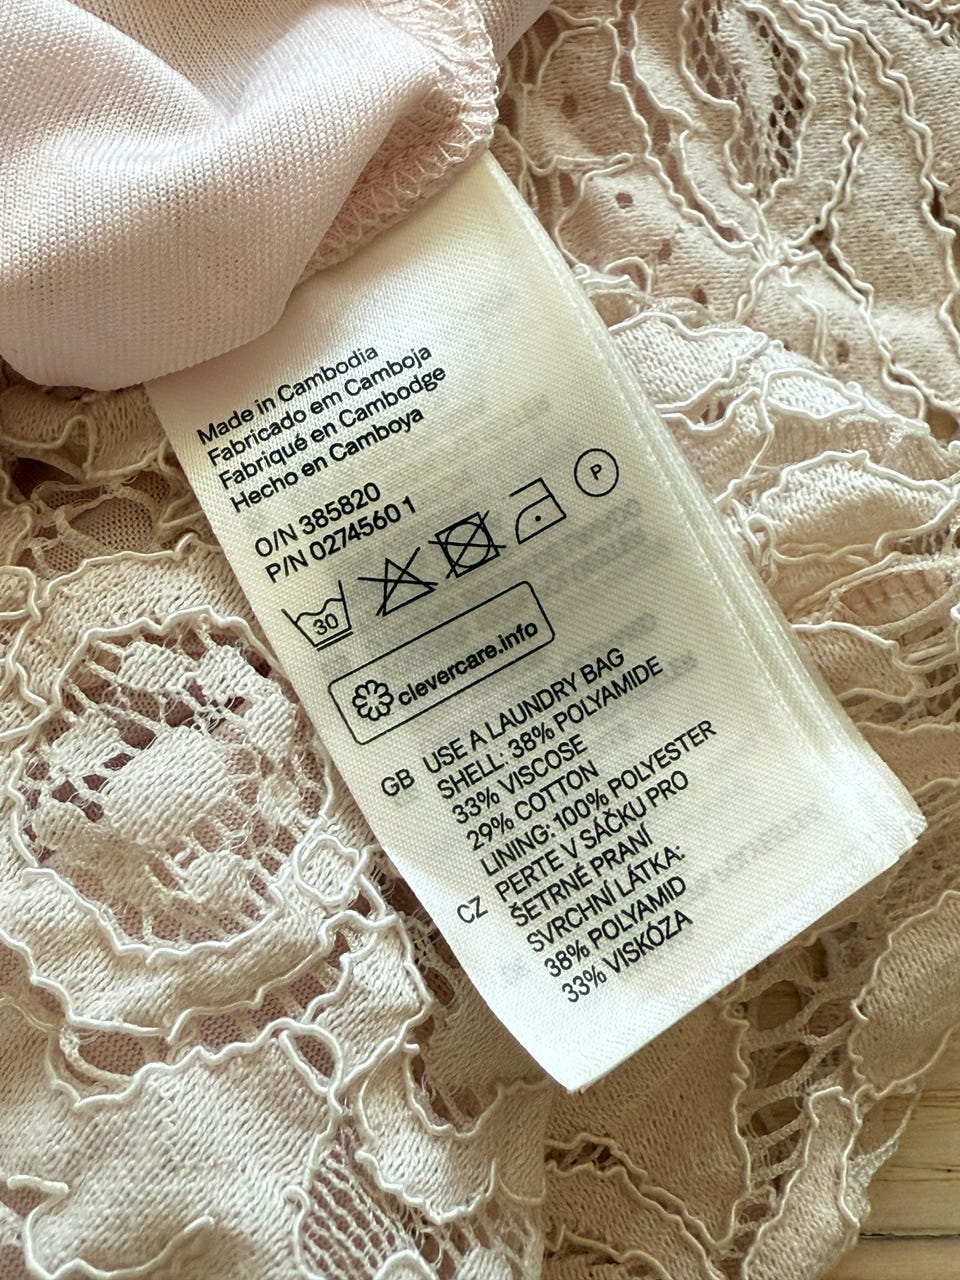 Made in Cambodia
Fabricado em Camboja
Fabriqué en Cambodge
Hecho en Camboya
O/N 385820
P/N 0274560 1
30
P
clevercare.info
GB USE A LAUNDRY BAG
SHELL: 38% POLYAMIDE
33% VISCOSE
29% COTTON
LINING: 100% POLYESTER
CZ PERTE V SÁČKU PRO
ŠETRNÉ PRANÍ
SVRCHNÍ LÁTKA:
38% POLYAMID
33% VISKÓZA